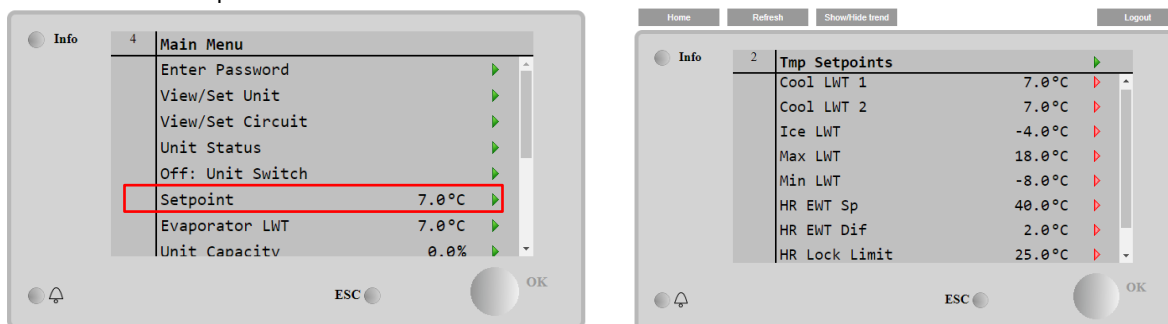 Info
4 Main Menu
Enter Password
View/Set Unit
View/Set Circuit
Unit Status
Off: Unit Switch
Setpoint 7.0°C
Evaporator LWT 7.0°C
Unit Capacity 0.0%
ESC
OK
Home Refresh Show/Hide trend Logout
Info
2 Tmp Setpoints
Cool LWT 1 7.0°C
Cool LWT 2 7.0°C
Ice LWT -4.0°C
Max LWT 18.0°C
Min LWT -8.0°C
HR EWT Sp 40.0°C
HR EWT Dif 2.0°C
HR Lock Limit 25.0°C
ESC
OK